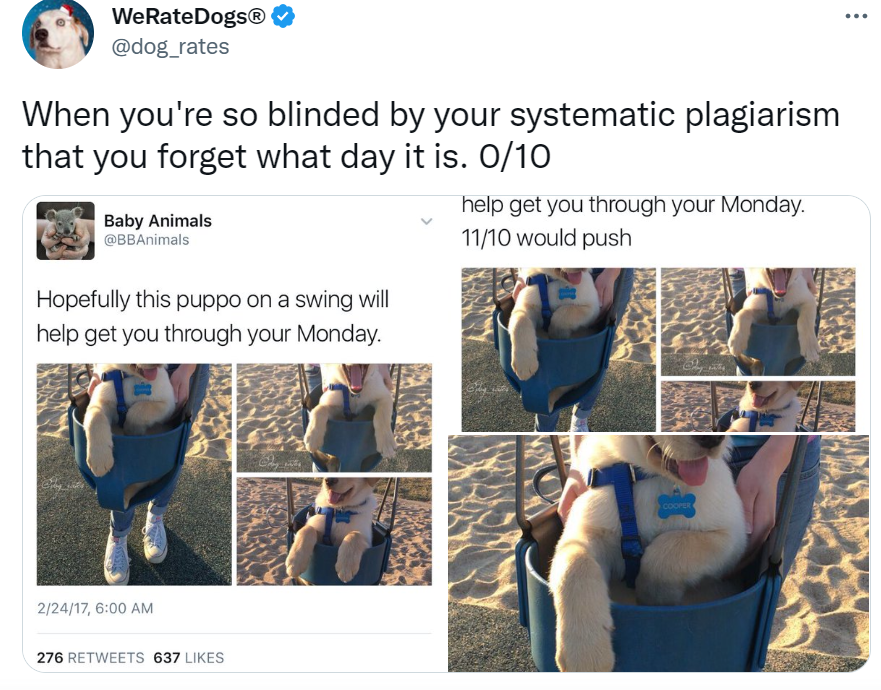 WeRateDogs®
@dog_rates
When you're so blinded by your systematic plagiarism
that you forget what day it is. 0/10
Baby Animals
@BBAnimals
Hopefully this puppo on a swing will
help get you through your Monday.
2/24/17, 6:00 AM
276 RETWEETS 637 LIKES
help get you through your Monday.
11/10 would push
COOPER